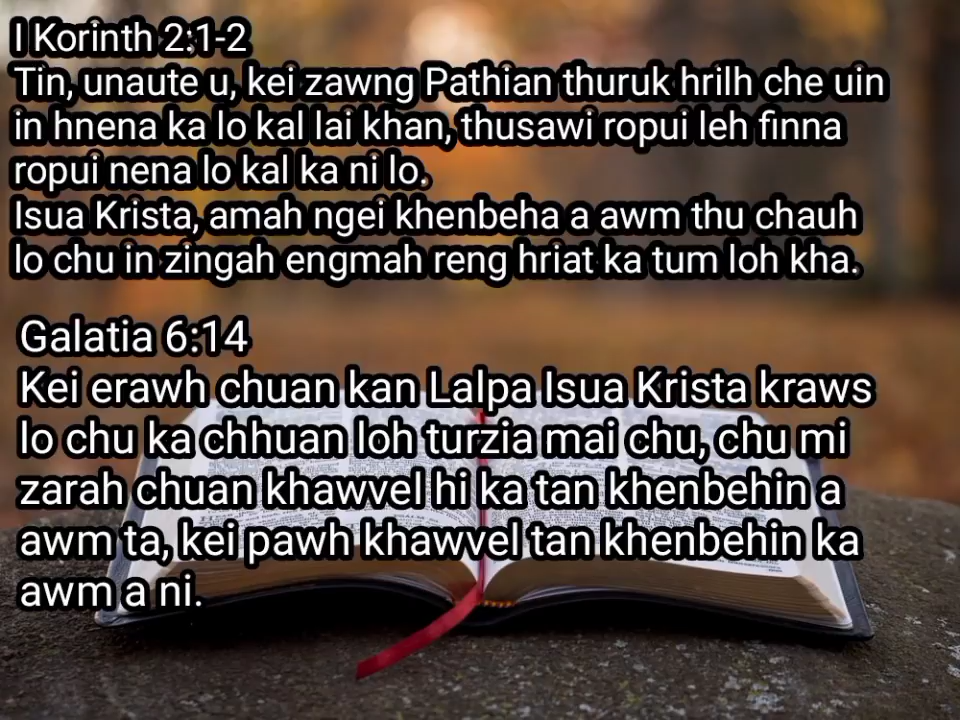 I Korinth 2:1-2
Tin, unaute u, kei zawng Pathian thuruk hrilh che uin
in hnena ka lo kal lai khan, thusawi ropui leh finna
ropui nena lo kal ka ni lo.
Isua Krista, amah ngei khenbeha a awm thu chauh
lo chu in zingah engmah reng hriat ka tum loh kha.
Galatia 6:14
Kei erawh chuan kan Lalpa Isua Krista kraws
lo chu ka chhuan loh turzia mai chu, chu mi
zarah chuan khawvel hi ka tan khenbehin a
awm ta, kei pawh khawvel tan khenbehin ka
awm a ni.